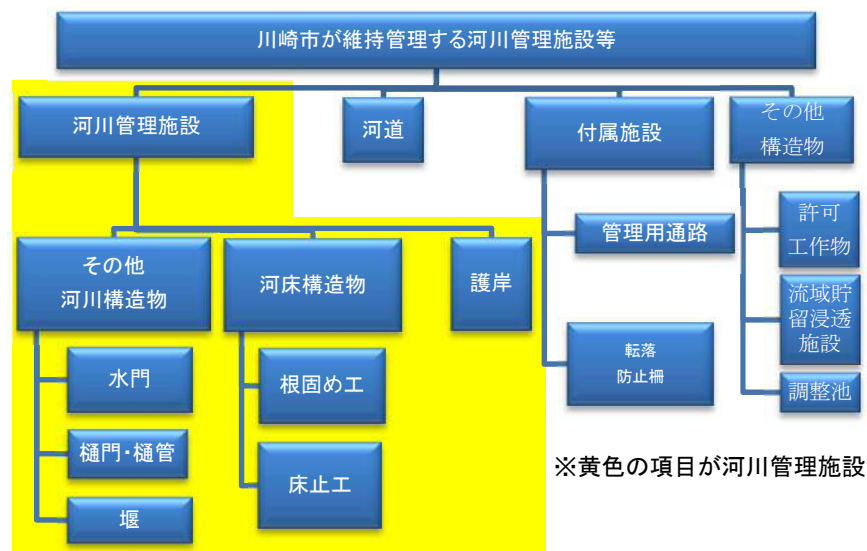 川崎市が維持管理する河川管理施設等
河川管理施設
河道
付属施設
その他
構造物
その他
河川構造物
河床構造物
護岸
管理用通路
許可
工作物
水門
根固め工
転落
防止柵
流域貯
留浸透
施設
樋門・樋管
床止工
調整池
堰
※黄色の項目が河川管理施設